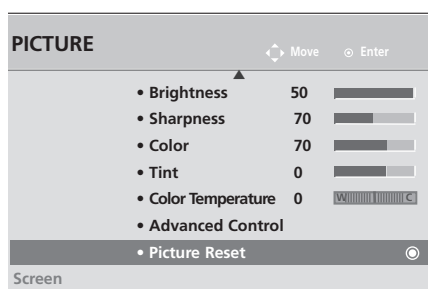 PICTURE Move Enter
• Brightness 50
• Sharpness 70
• Color 70
• Tint 0
• Color Temperature 0 W C
• Advanced Control
• Picture Reset
Screen